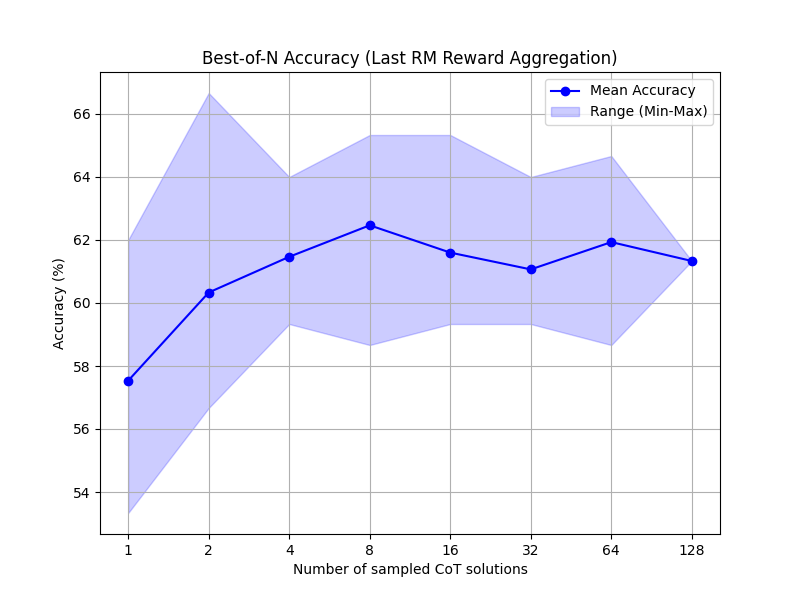 Best-of-N Accuracy (Last RM Reward Aggregation)
Mean Accuracy
Range (Min-Max)
Accuracy (%)
66
64
62
60
58
56
54
1 2 4 8 16 32 64 128
Number of sampled CoT solutions